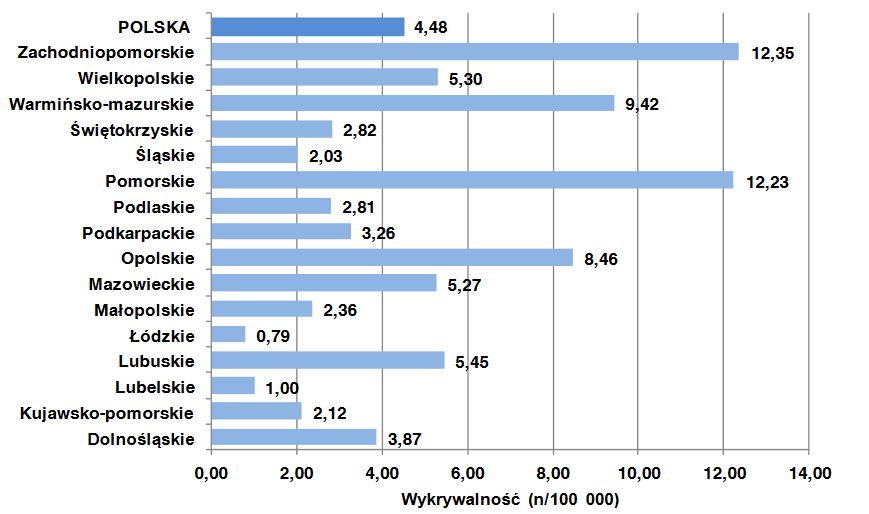 POLSKA 4,48
Zachodniopomorskie 12,35
Wielkopolskie 5,30
Warmińsko-mazurskie 9,42
Świętokrzyskie 2,82
Śląskie 2,03
Pomorskie 12,23
Podlaskie 2,81
Podkarpackie 3,26
Opolskie 8,46
Mazowieckie 5,27
Małopolskie 2,36
Łódzkie 0,79
Lubuskie 5,45
Lubelskie 1,00
Kujawsko-pomorskie 2,12
Dolnośląskie 3,87
0,00 2,00 4,00 6,00 8,00 10,00 12,00 14,00
Wykrywalność (n/100 000)